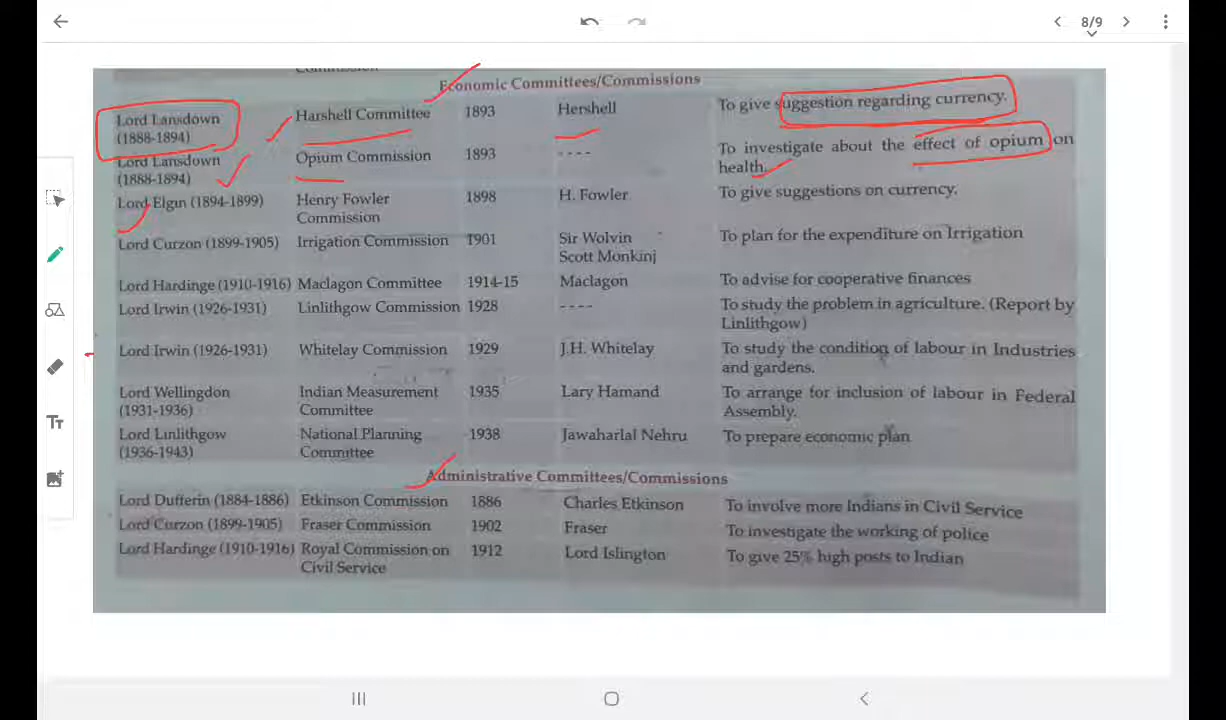 8/9
Economic Committees/Commissions
Lord Lansdown Harshell Committee 1893 Hershell To give suggestion regarding currency.
(1888-1894)
Lord Lansdown Opium Commission 1893 ---- To investigate about the effect of opium on
(1888-1894) health.
Lord Elgin (1894-1899) Henry Fowler 1898 H. Fowler To give suggestions on currency.
Commission
Lord Curzon (1899-1905) Irrigation Commission 1901 Sir Wolvin To plan for the expenditure on Irrigation
Scott Monkinj
Lord Hardinge (1910-1916) Maclagon Committee 1914-15 Maclagon To advise for cooperative finances
Lord Irwin (1926-1931) Linlithgow Commission 1928 ---- To study the problem in agriculture. (Report by
Linlithgow)
Lord Irwin (1926-1931) Whitelay Commission 1929 J.H. Whitelay To study the condition of labour in Industries
and gardens.
Lord Wellingdon Indian Measurement 1935 Lary Hamand To arrange for inclusion of labour in Federal
(1931-1936) Committee Assembly.
Lord Linlithgow National Planning 1938 Jawaharlal Nehru To prepare economic plan
(1936-1943) Committee
Administrative Committees/Commissions
Lord Dufferin (1884-1886) Etkinson Commission 1886 Charles Etkinson To involve more Indians in Civil Service
Lord Curzon (1899-1905) Fraser Commission 1902 Fraser To investigate the working of police
Lord Hardinge (1910-1916) Royal Commission on 1912 Lord Islington To give 25% high posts to Indian
Civil Service